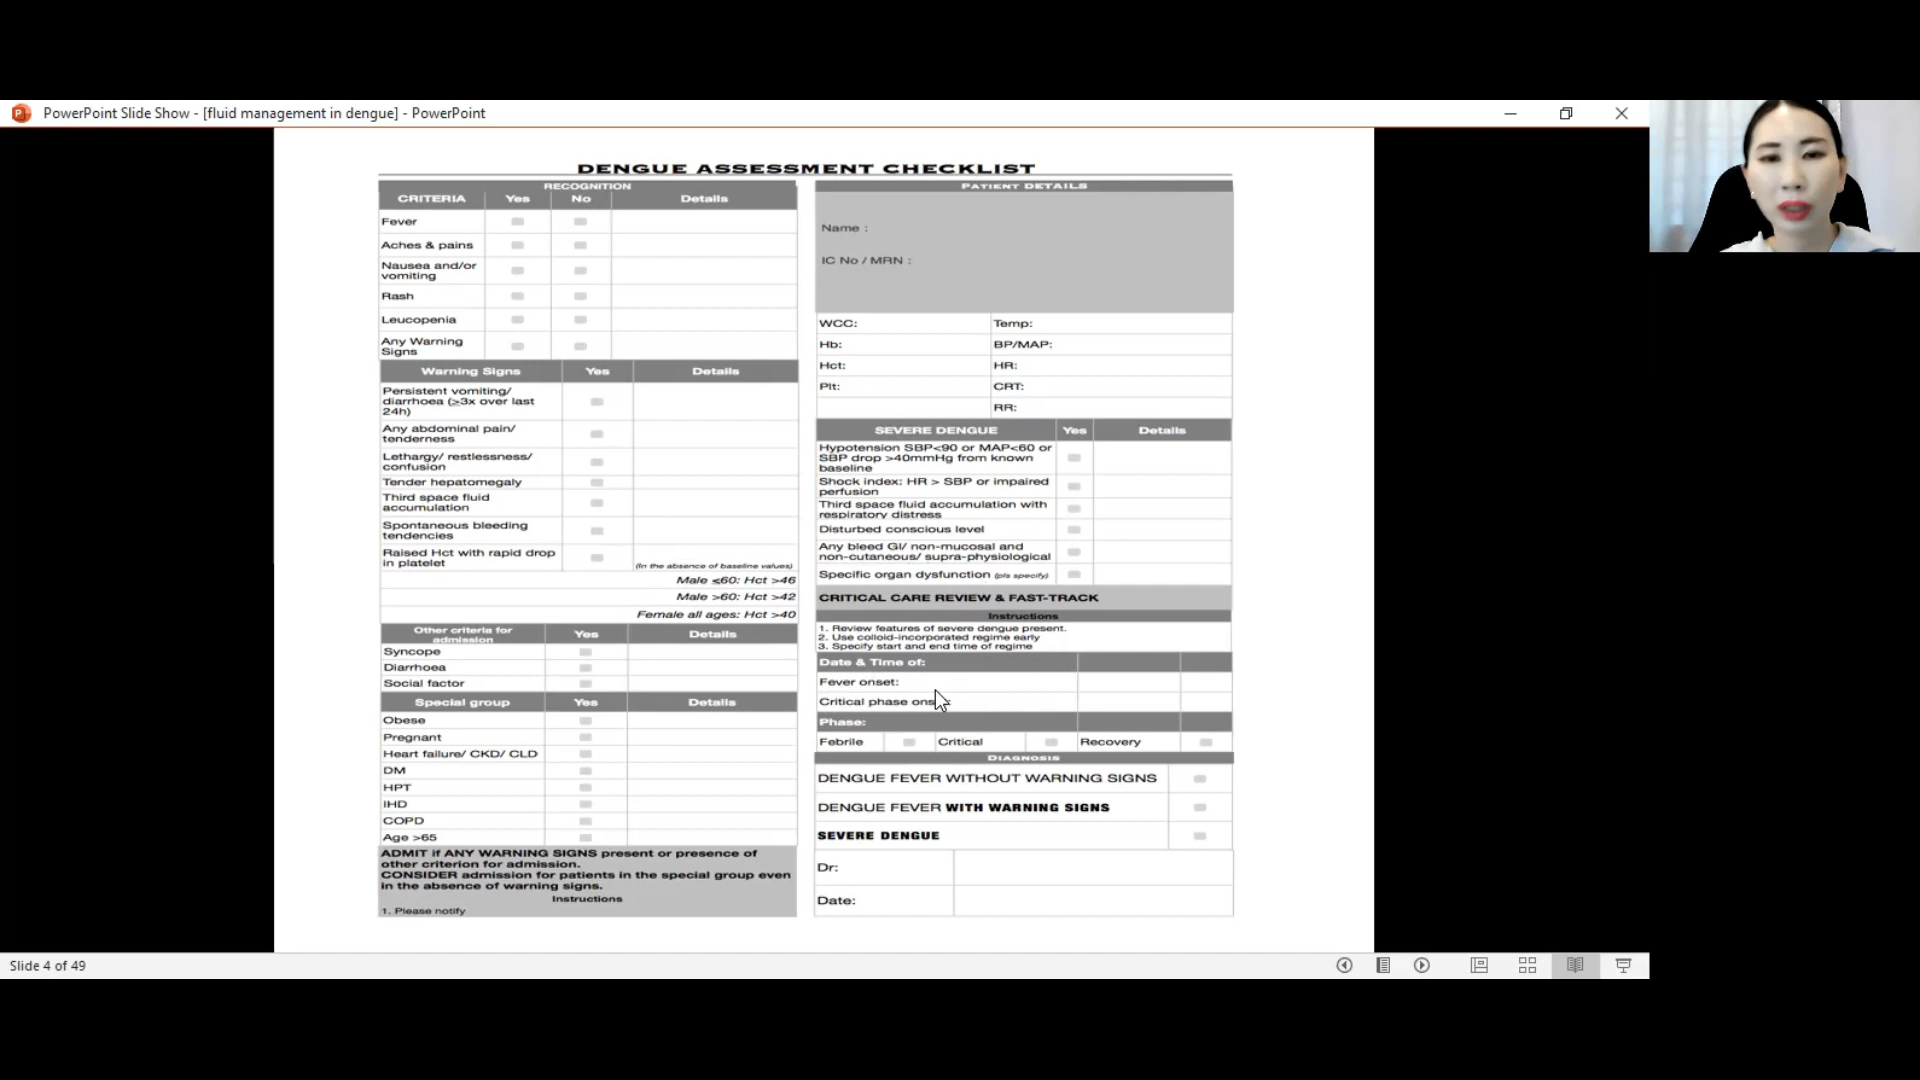 PowerPoint Slide Show - [fluid management in dengue] - PowerPoint
DENGUE ASSESSMENT CHECKLIST
RECOGNITION
CRITERIA Yes No Details
Fever
Aches & pains
Nausea and/or
vomiting
Rash
Leucopenia
Any Warning
Signs
Warning Signs Yes Details
Persistent vomiting/
diarrhoea (≥3x over last
24h)
Any abdominal pain/
tenderness
Lethargy/ restlessness/
confusion
Tender hepatomegaly
Third space fluid
accumulation
Spontaneous bleeding
tendencies
Raised Hct with rapid drop
in platelet
(In the absence of baseline values)
Male ≤60: Hct >46
Male >60: Hct >42
Female all ages: Hct >40
Other criteria for
admission
Yes Details
Syncope
Diarrhoea
Social factor
Special group Yes Details
Obese
Pregnant
Heart failure/ CKD/ CLD
DM
HPT
IHD
COPD
Age >65
ADMIT if ANY WARNING SIGNS present or presence of
other criterion for admission.
CONSIDER admission for patients in the special group even
in the absence of warning signs.
Instructions
1. Please notify
PATIENT DETAILS
Name :
IC No / MRN :
WCC: Temp:
Hb: BP/MAP:
Hct: HR:
Plt: CRT:
RR:
SEVERE DENGUE Yes Details
Hypotension SBP<90 or MAP<60 or
SBP drop >40mmHg from known
baseline
Shock index: HR > SBP or impaired
perfusion
Third space fluid accumulation with
respiratory distress
Disturbed conscious level
Any bleed GI/ non-mucosal and
non-cutaneous/ supra-physiological
Specific organ dysfunction (pls specify)
CRITICAL CARE REVIEW & FAST-TRACK
Instructions
1. Review features of severe dengue present.
2. Use colloid-incorporated regime early
3. Specify start and end time of regime
Date & Time of:
Fever onset:
Critical phase ons
Phase:
Febrile Critical Recovery
DIAGNOSIS
DENGUE FEVER WITHOUT WARNING SIGNS
DENGUE FEVER WITH WARNING SIGNS
SEVERE DENGUE
Dr:
Date:
Slide 4 of 49